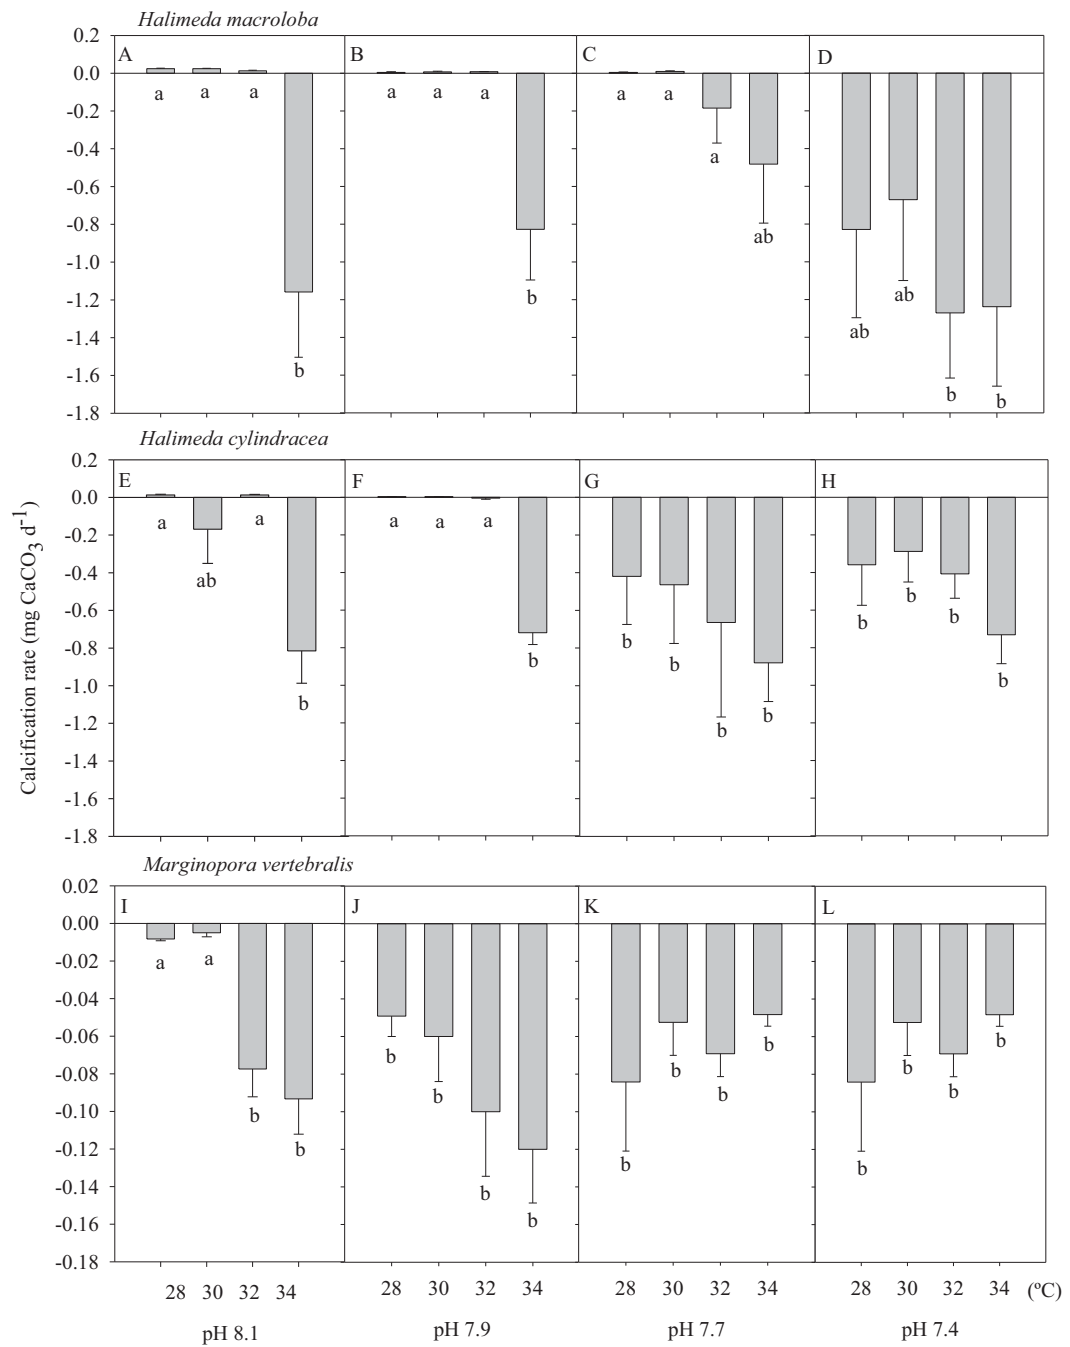 Halimeda macroloba
0.2
0.0
-0.2
-0.4
-0.6
-0.8
-1.0
-1.2
-1.4
-1.6
-1.8
A
a a a b
B
a a a b
C
a a a ab
D
ab ab b b
Halimeda cylindracea
0.2
0.0
-0.2
-0.4
-0.6
-0.8
-1.0
-1.2
-1.4
-1.6
-1.8
E
a ab a b
F
a a a b
G
b b b b
H
b b b b
Calcification rate (mg CaCO3 d-1)
Marginopora vertebralis
0.02
0.00
-0.02
-0.04
-0.06
-0.08
-0.10
-0.12
-0.14
-0.16
-0.18
I
a a b b
J
b b b b
K
b b b b
L
b b b b
28 30 32 34 28 30 32 34 28 30 32 34 28 30 32 34 (ºC)
pH 8.1 pH 7.9 pH 7.7 pH 7.4